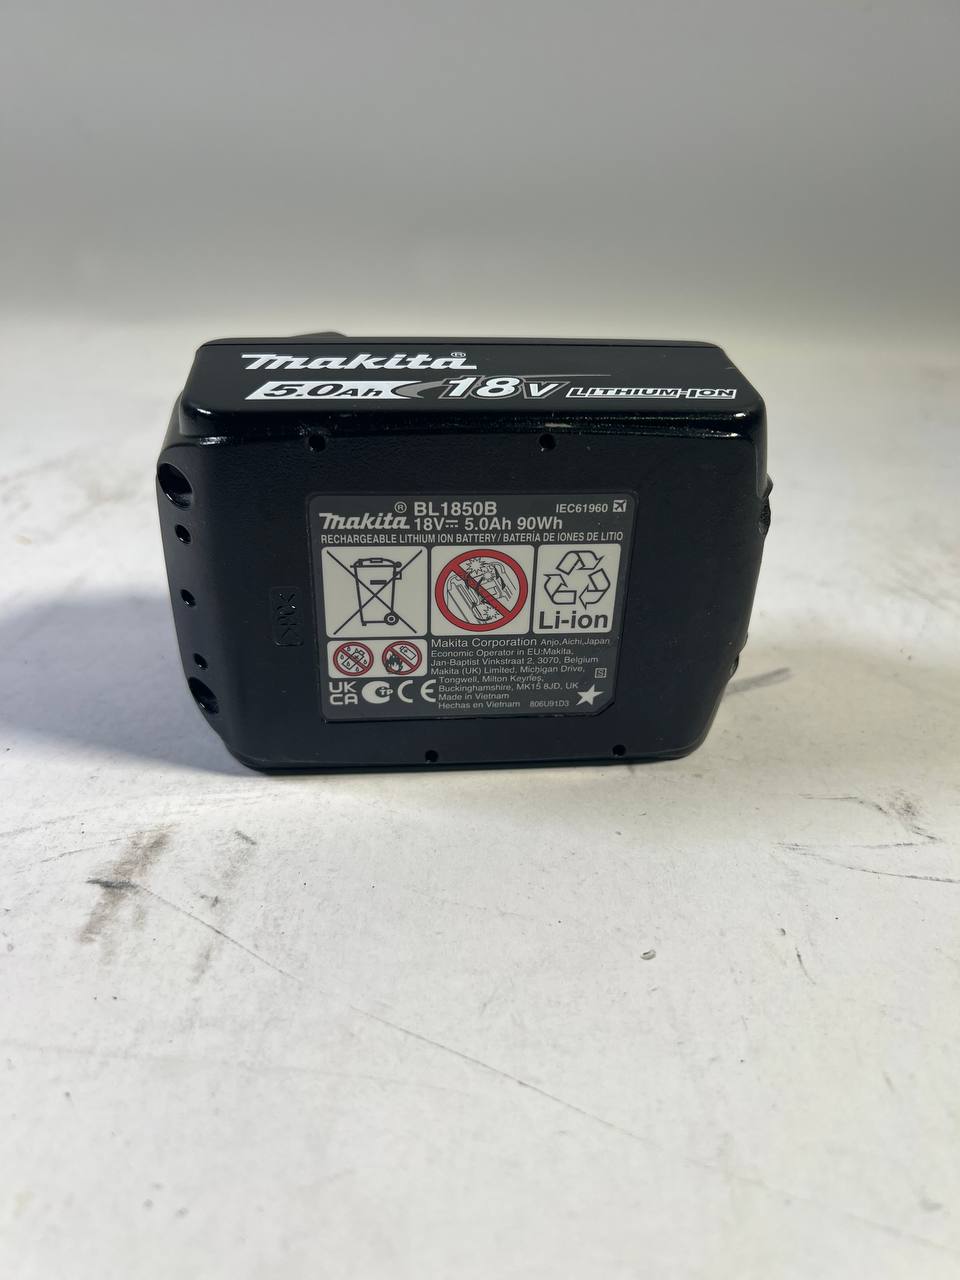 makita®
5.0Ah 18V LITHIUM-ION
makita® BL1850B IEC61960
18V⎓ 5.0Ah 90Wh
RECHARGEABLE LITHIUM ION BATTERY / BATERÍA DE IONES DE LITIO
Li-ion
Makita Corporation Anjo,Aichi,Japan
Economic Operator in EU:Makita,
Jan-Baptist Vinkstraat 2, 3070, Belgium
Makita (UK) Limited, Michigan Drive,
Tongwell, Milton Keynes,
Buckinghamshire, MK15 8JD, UK
Made in Vietnam
Hechas en Vietnam 806U91D3
UK
CA
CE
>PC<